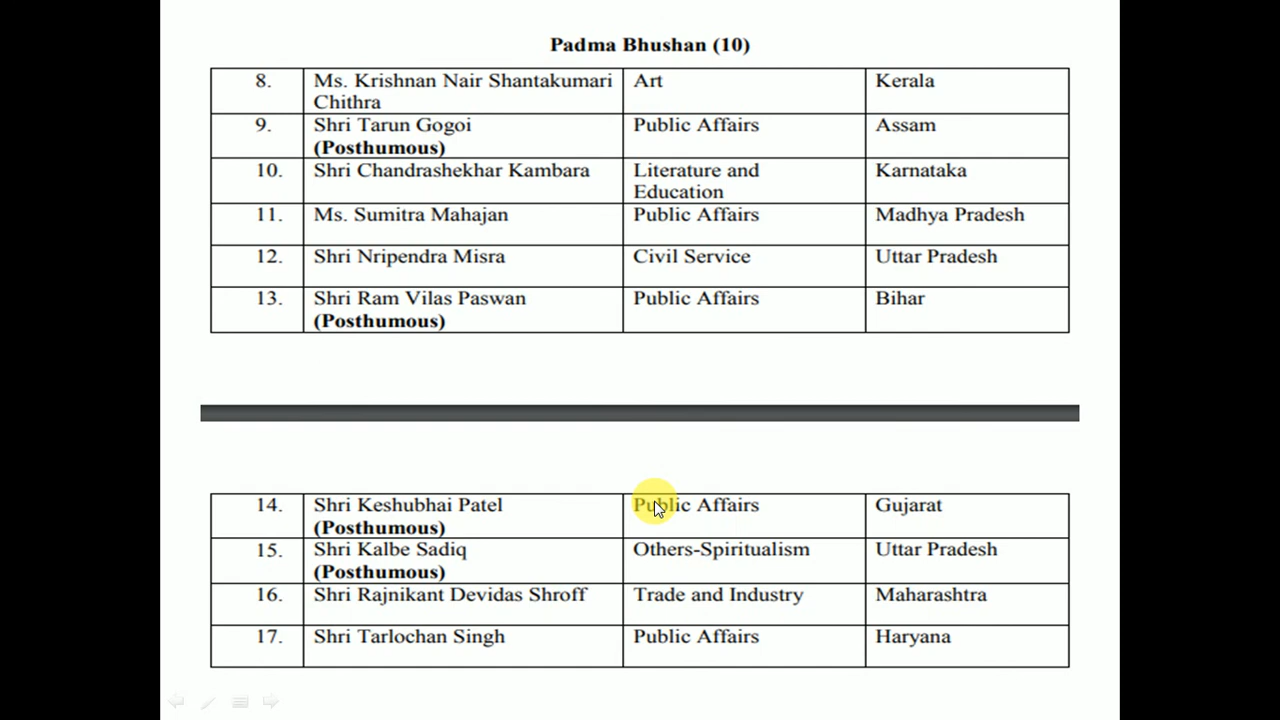 Padma Bhushan (10)
8. Ms. Krishnan Nair Shantakumari Art Kerala
Chithra
9. Shri Tarun Gogoi Public Affairs Assam
(Posthumous)
10. Shri Chandrashekhar Kambara Literature and Karnataka
Education
11. Ms. Sumitra Mahajan Public Affairs Madhya Pradesh
12. Shri Nripendra Misra Civil Service Uttar Pradesh
13. Shri Ram Vilas Paswan Public Affairs Bihar
(Posthumous)
14. Shri Keshubhai Patel Public Affairs Gujarat
(Posthumous)
15. Shri Kalbe Sadiq Others-Spiritualism Uttar Pradesh
(Posthumous)
16. Shri Rajnikant Devidas Shroff Trade and Industry Maharashtra
17. Shri Tarlochan Singh Public Affairs Haryana